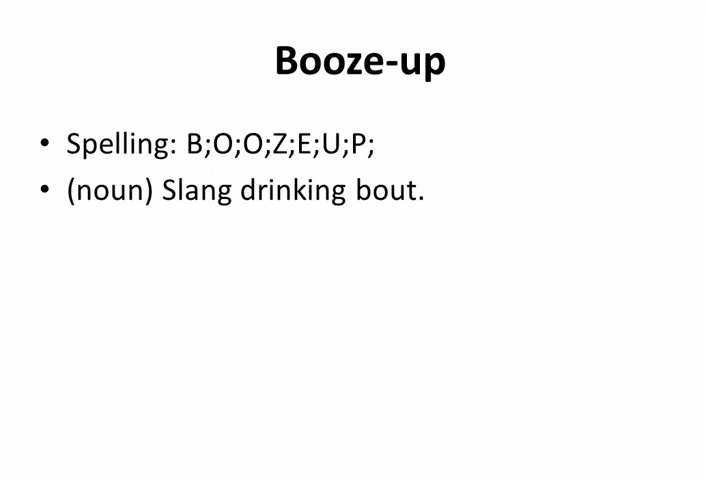 Booze-up
• Spelling: B;O;O;Z;E;U;P;
• (noun) Slang drinking bout.